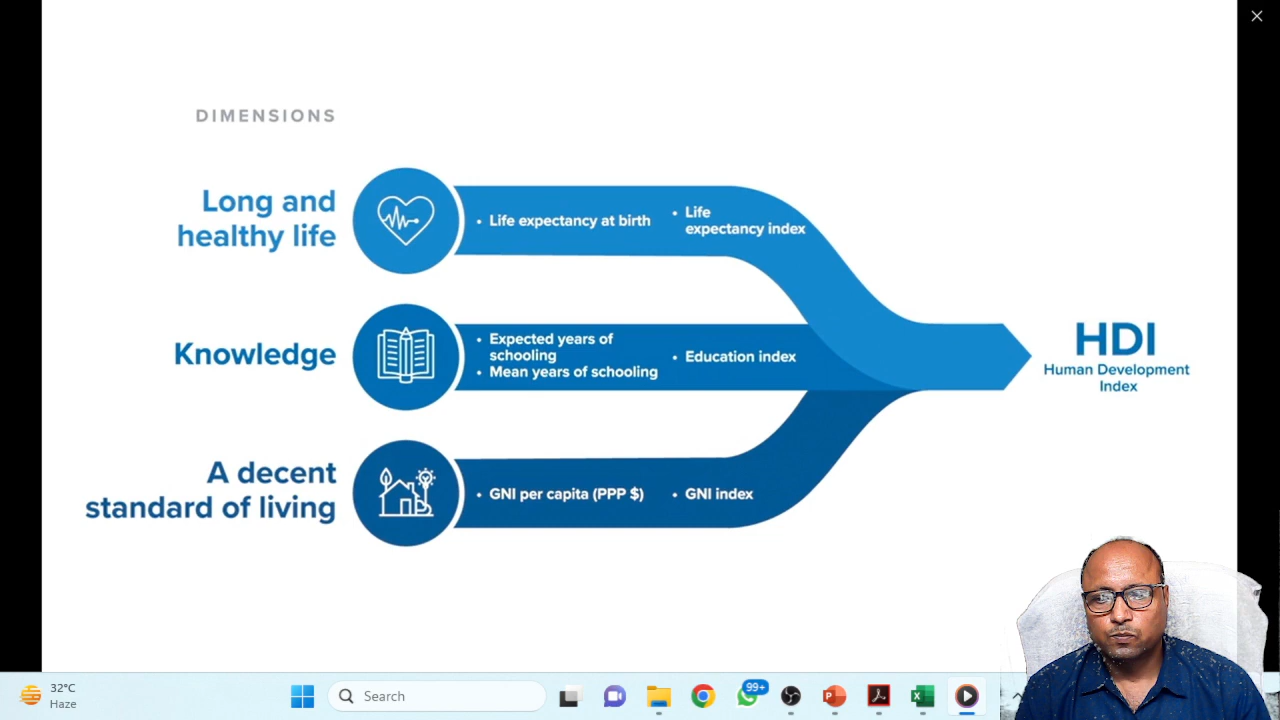 DIMENSIONS
Long and
healthy life
• Life expectancy at birth
• Life
expectancy index
Knowledge
• Expected years of
schooling
• Mean years of schooling
• Education index
HDI
Human Development
Index
A decent
standard of living
• GNI per capita (PPP $)
• GNI index
32°C
Haze
Search
99+